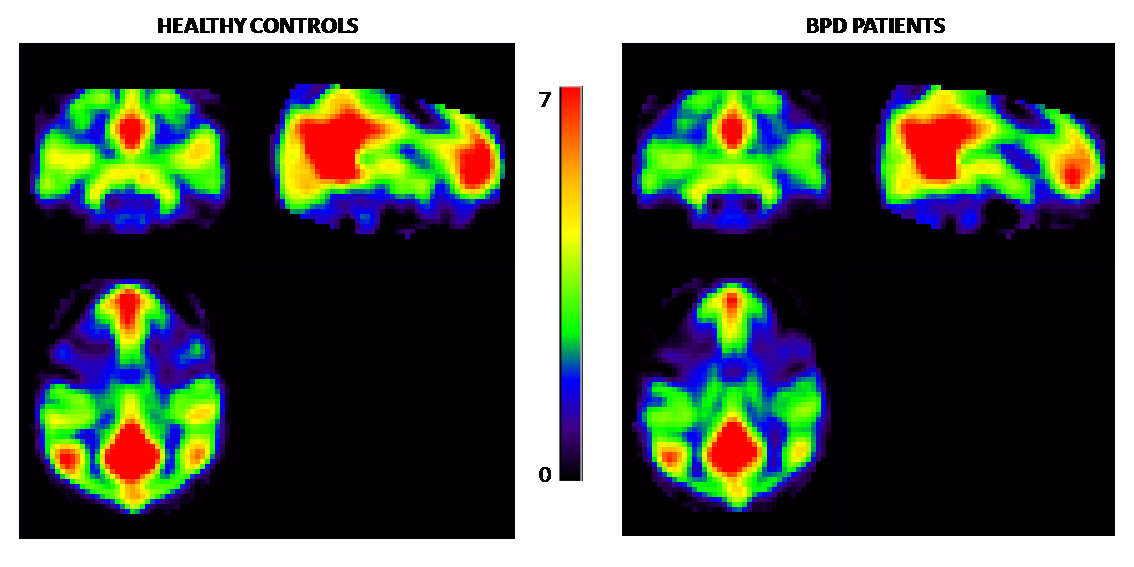 HEALTHY CONTROLS
BPD PATIENTS
7
0